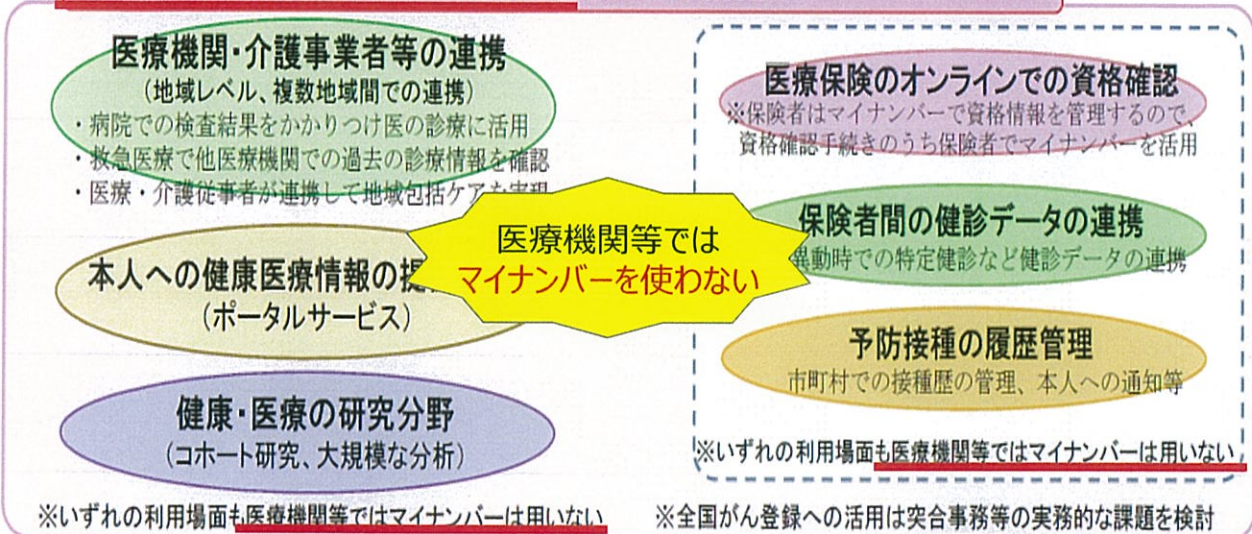 医療機関・介護事業者等の連携
(地域レベル、複数地域間での連携)
・病院での検査結果をかかりつけ医の診療に活用
・救急医療で他医療機関での過去の診療情報を確認
・医療・介護従事者が連携して地域包括ケアを実現
本人への健康医療情報の提
(ポータルサービス)
健康・医療の研究分野
(コホート研究、大規模な分析)
※いずれの利用場面も医療機関等ではマイナンバーは用いない
医療機関等では
マイナンバーを使わない
医療保険のオンラインでの資格確認
※保険者はマイナンバーで資格情報を管理するので、
資格確認手続きのうち保険者でマイナンバーを活用
保険者間の健診データの連携
異動時での特定健診など健診データの連携
予防接種の履歴管理
市町村での接種歴の管理、本人への通知等
※いずれの利用場面も医療機関等ではマイナンバーは用いない
※全国がん登録への活用は突合事務等の実務的な課題を検討